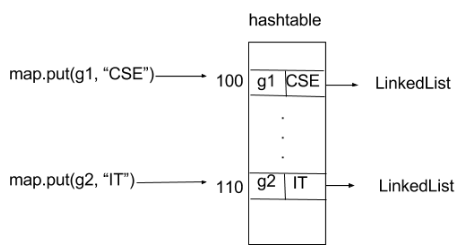 hashtable
map.put(g1, “CSE”) 100 g1 CSE LinkedList
.
.
.
map.put(g2, “IT”) 110 g2 IT LinkedList